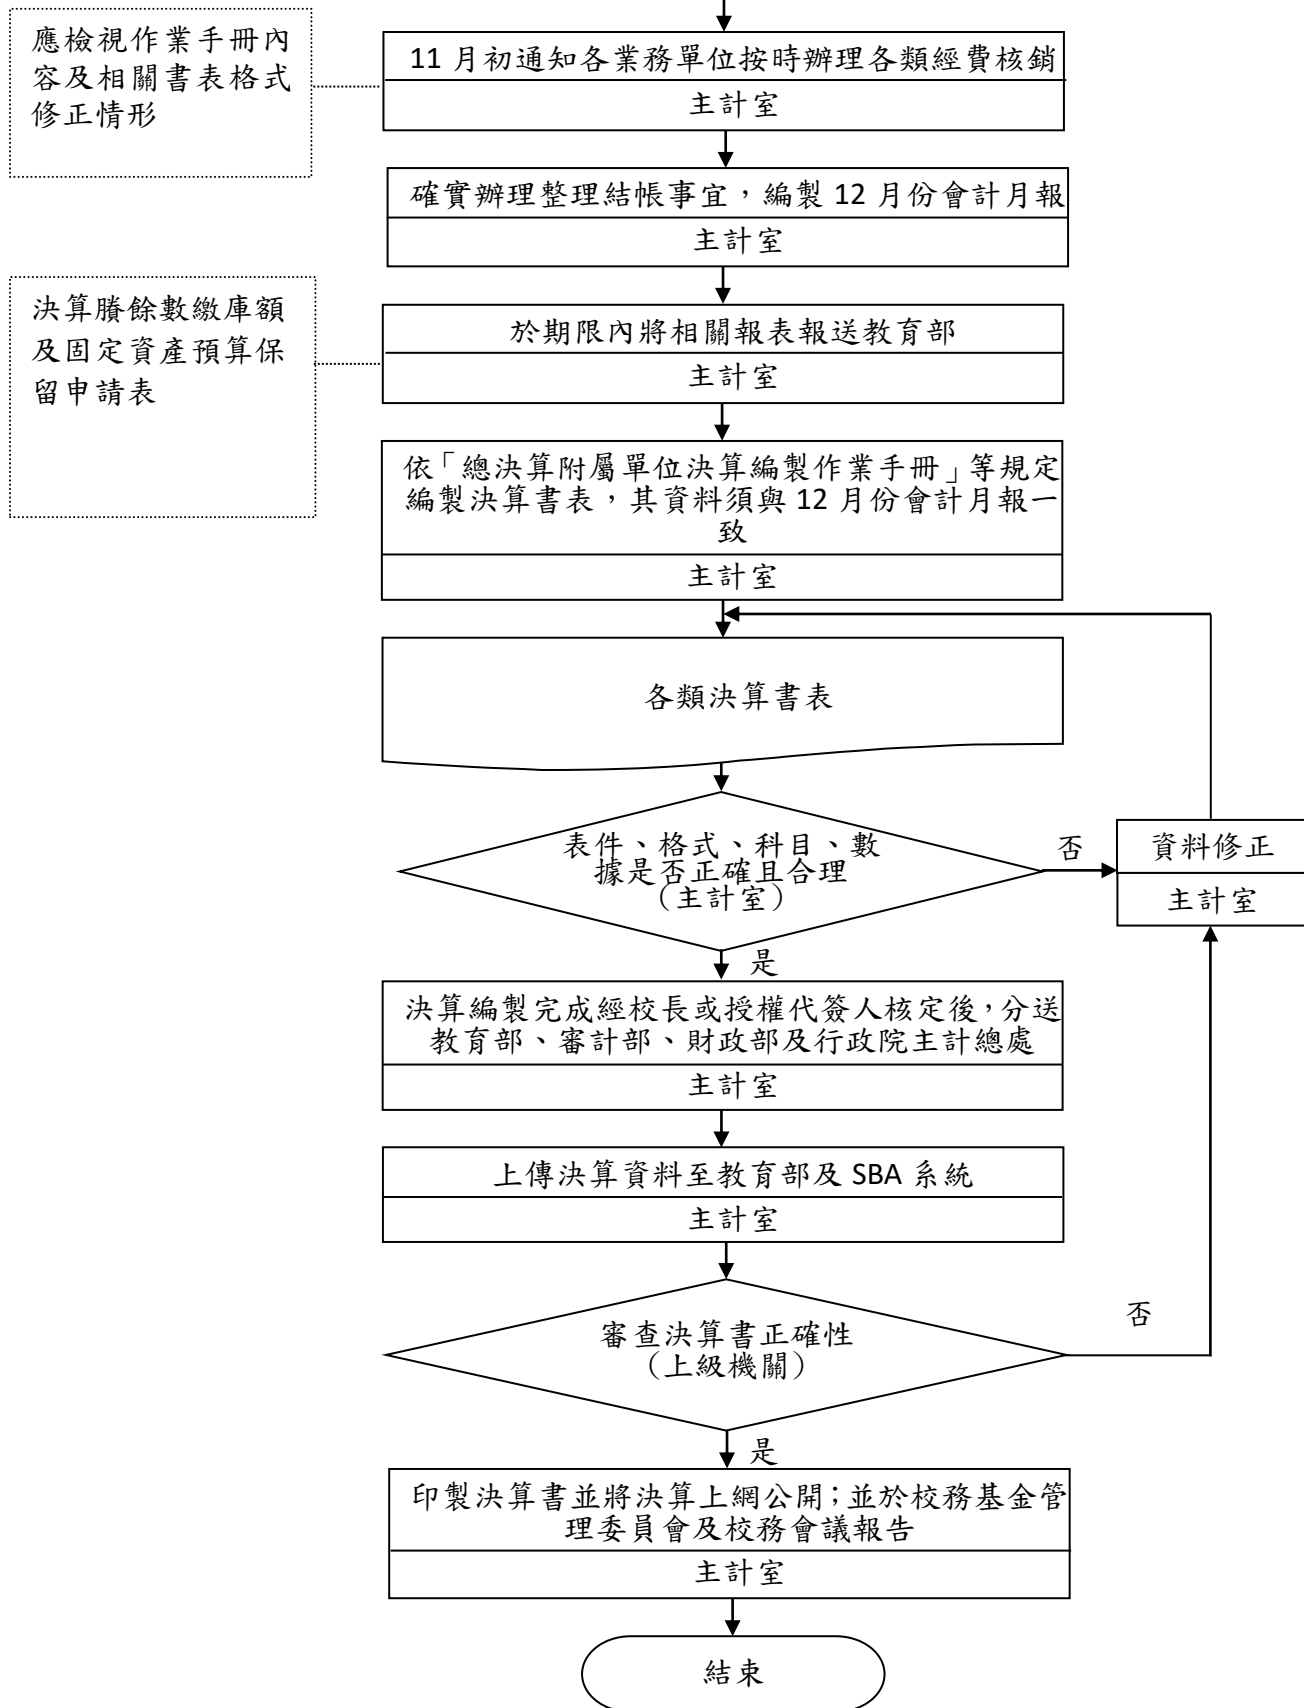 應檢視作業手冊內
容及相關書表格式
修正情形
11 月初通知各業務單位按時辦理各類經費核銷
主計室
確實辦理整理結帳事宜，編製 12 月份會計月報
主計室
決算賸餘數繳庫額
及固定資產預算保
留申請表
於期限內將相關報表報送教育部
主計室
依「總決算附屬單位決算編製作業手冊」等規定
編製決算書表，其資料須與 12 月份會計月報一
致
主計室
各類決算書表
表件、格式、科目、數
據是否正確且合理
（主計室）
否
資料修正
主計室
是
決算編製完成經校長或授權代簽人核定後，分送
教育部、審計部、財政部及行政院主計總處
主計室
上傳決算資料至教育部及 SBA 系統
主計室
審查決算書正確性
（上級機關）
否
是
印製決算書並將決算上網公開；並於校務基金管
理委員會及校務會議報告
主計室
結束